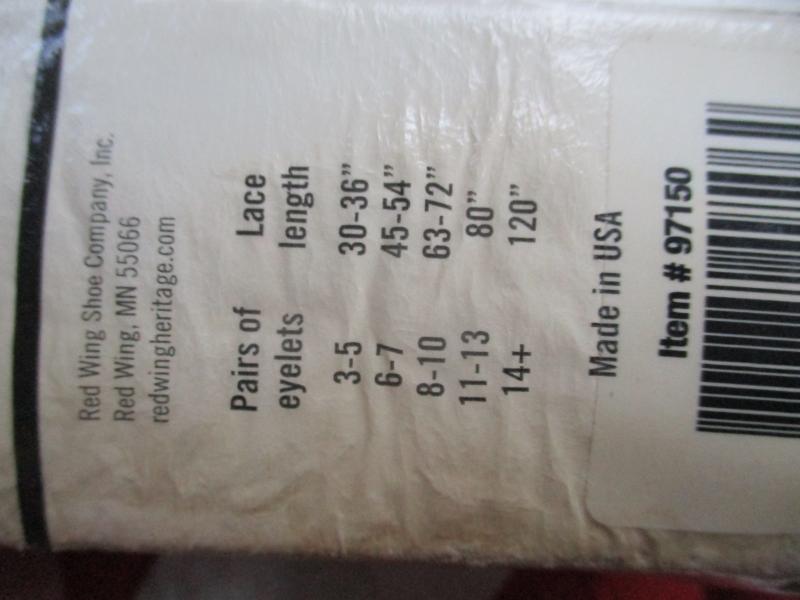 Red Wing Shoe Company, Inc.
Red Wing, MN 55066
redwingheritage.com
Pairs of Lace
eyelets length
3-5 30-36”
6-7 45-54”
8-10 63-72”
11-13 80”
14+ 120”
Made in USA
Item # 97150